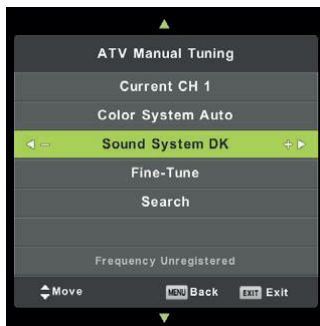 ATV Manual Tuning
Current CH 1
Color System Auto
Sound System DK
Fine-Tune
Search
Frequency Unregistered
Move MENU Back EXIT Exit